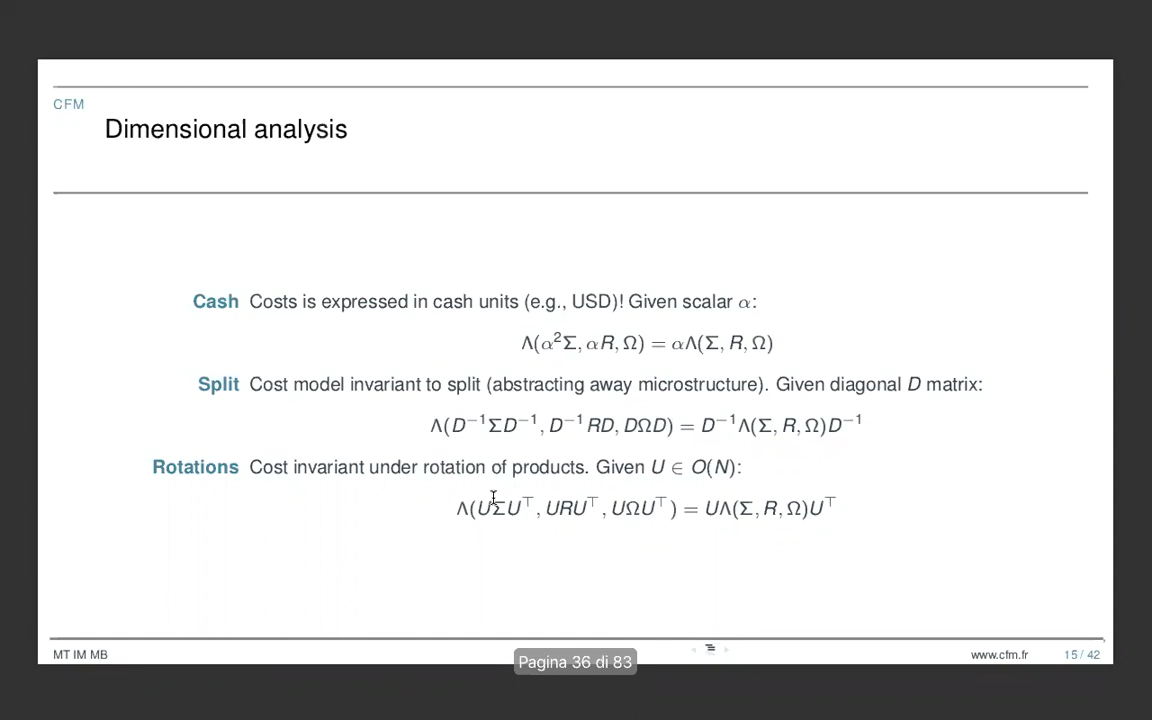 CFM
Dimensional analysis
Cash Costs is expressed in cash units (e.g., USD)! Given scalar α:
Λ(α²Σ, αR, Ω) = αΛ(Σ, R, Ω)
Split Cost model invariant to split (abstracting away microstructure). Given diagonal D matrix:
Λ(D⁻¹ΣD⁻¹, D⁻¹RD, DΩD) = D⁻¹Λ(Σ, R, Ω)D⁻¹
Rotations Cost invariant under rotation of products. Given U ∈ O(N):
Λ(UΣU⊤, URU⊤, UΩU⊤) = UΛ(Σ, R, Ω)U⊤
MT IM MB
www.cfm.fr 15 / 42
Pagina 36 di 83